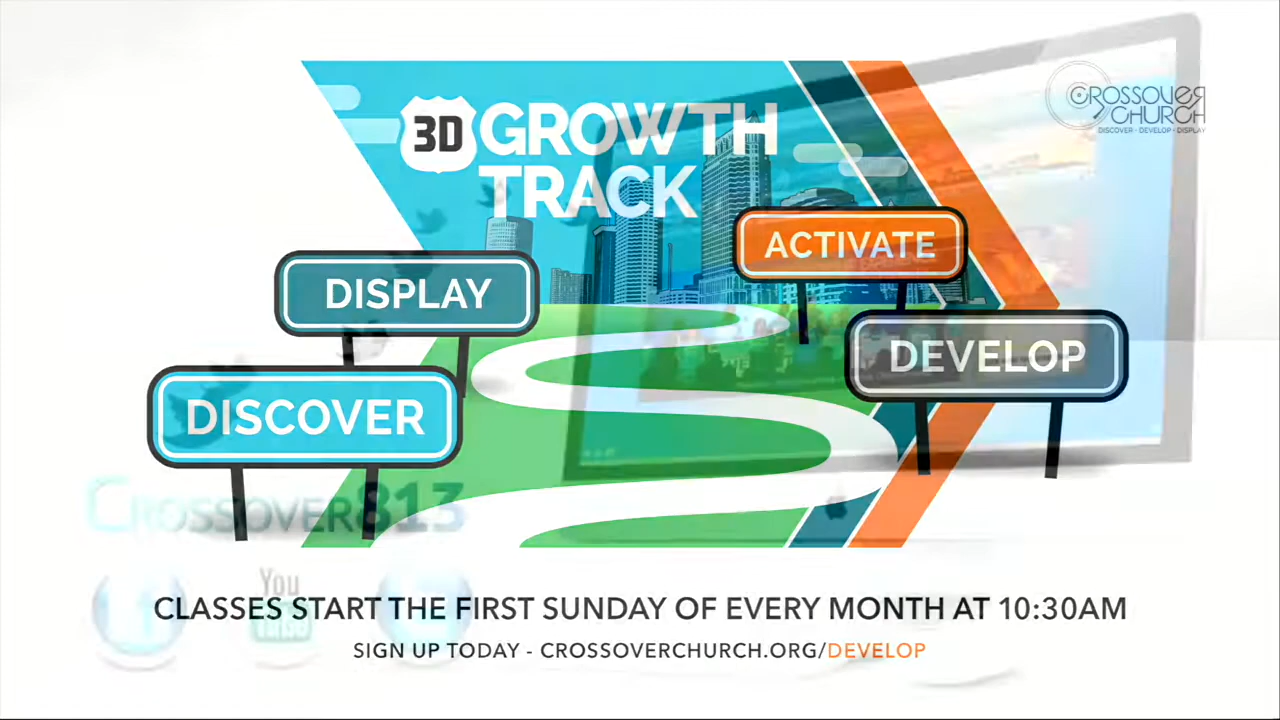 3D GROWTH
TRACK
CROSSOVER
CHURCH
DISCOVER · DEVELOP · DISPLAY
ACTIVATE
DISPLAY
DEVELOP
DISCOVER
CROSSOVER813
You
Tube
CLASSES START THE FIRST SUNDAY OF EVERY MONTH AT 10:30AM
SIGN UP TODAY - CROSSOVERCHURCH.ORG/DEVELOP